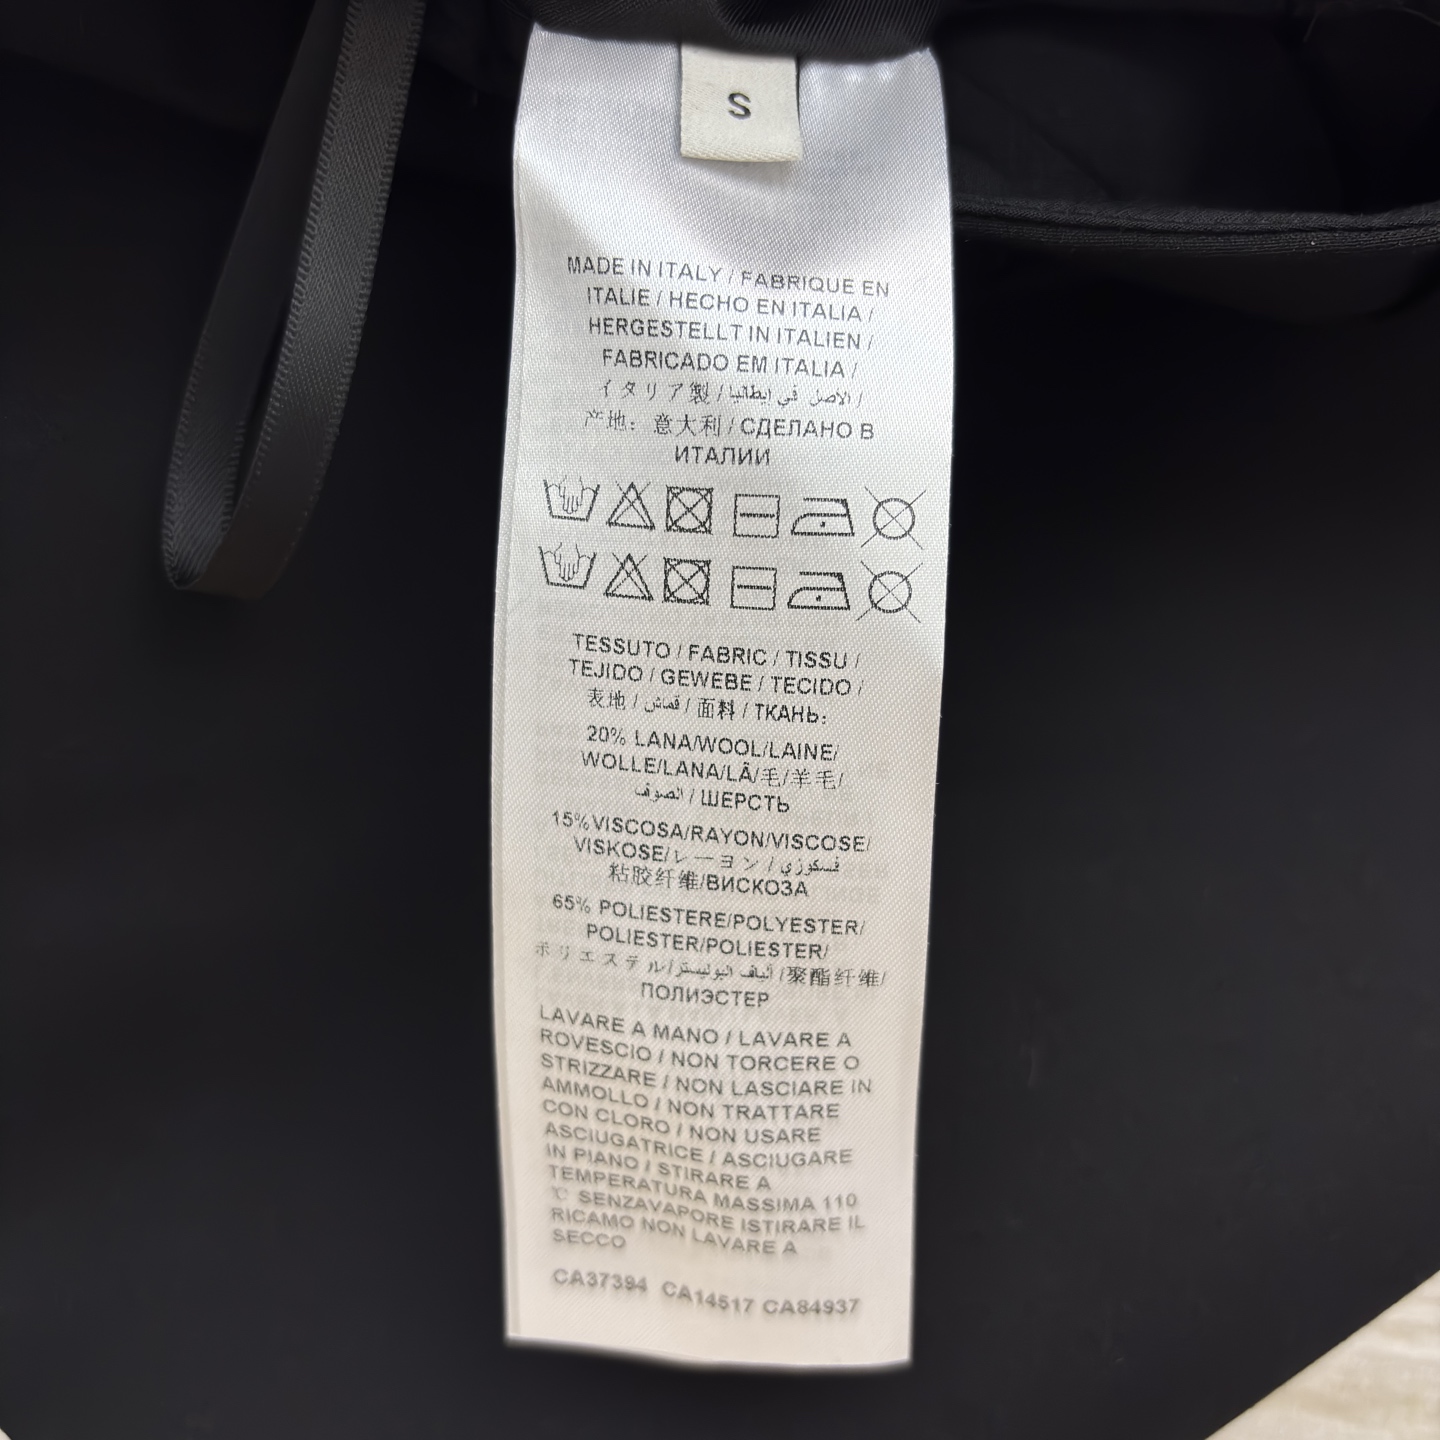 S
MADE IN ITALY / FABRIQUE EN
ITALIE / HECHO EN ITALIA /
HERGESTELLT IN ITALIEN /
FABRICADO EM ITALIA /
イタリア製 / الاصل في إيطاليا /
产地：意大利 / СДЕЛАНО В
ИТАЛИИ
TESSUTO / FABRIC / TISSU /
TEJIDO / GEWEBE / TECIDO /
表地 / قماش / 面料 / ТКАНЬ:
20% LANA/WOOL/LAINE/
WOLLE/LANA/LÃ/毛/羊毛/
الصوف / ШЕРСТЬ
15%VISCOSA/RAYON/VISCOSE/
VISKOSE/レーヨン / فسكوزي /
粘胶纤维/ВИСКОЗА
65% POLIESTERE/POLYESTER/
POLIESTER/POLIESTER/
ポリエステル/ألياف البوليستر /聚酯纤维/
ПОЛИЭСТЕР
LAVARE A MANO / LAVARE A
ROVESCIO / NON TORCERE O
STRIZZARE / NON LASCIARE IN
AMMOLLO / NON TRATTARE
CON CLORO / NON USARE
ASCIUGATRICE / ASCIUGARE
IN PIANO / STIRARE A
TEMPERATURA MASSIMA 110
°C SENZAVAPORE ISTIRARE IL
RICAMO NON LAVARE A
SECCO
CA37394 CA14517 CA84937